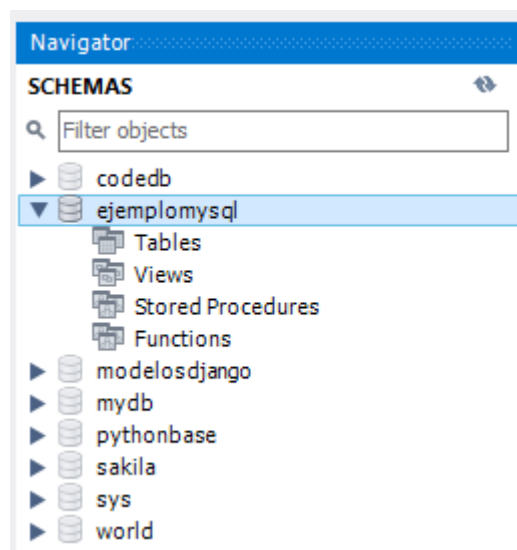 Navigator
SCHEMAS
Filter objects
codedb
ejemplomysql
Tables
Views
Stored Procedures
Functions
modelosdjango
mydb
pythonbase
sakila
sys
world